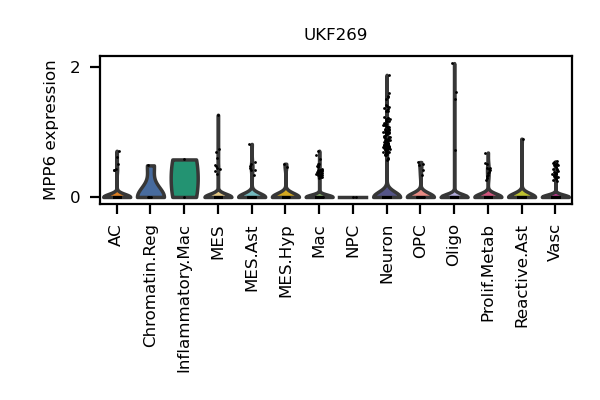 UKF269
MPP6 expression
2
0
AC
Chromatin.Reg
Inflammatory.Mac
MES
MES.Ast
MES.Hyp
Mac
NPC
Neuron
OPC
Oligo
Prolif.Metab
Reactive.Ast
Vasc